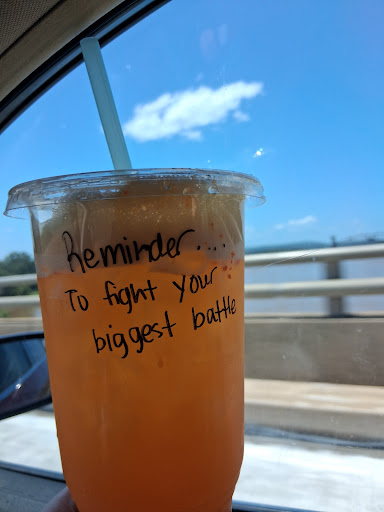 Reminder....
To fight your
biggest battle